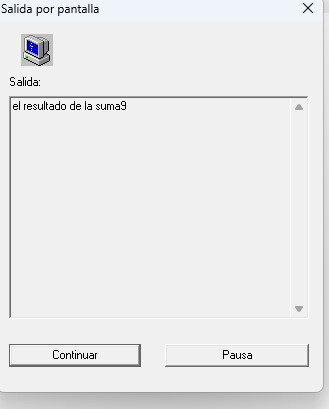 Salida por pantalla
Salida:
el resultado de la suma9
Continuar
Pausa